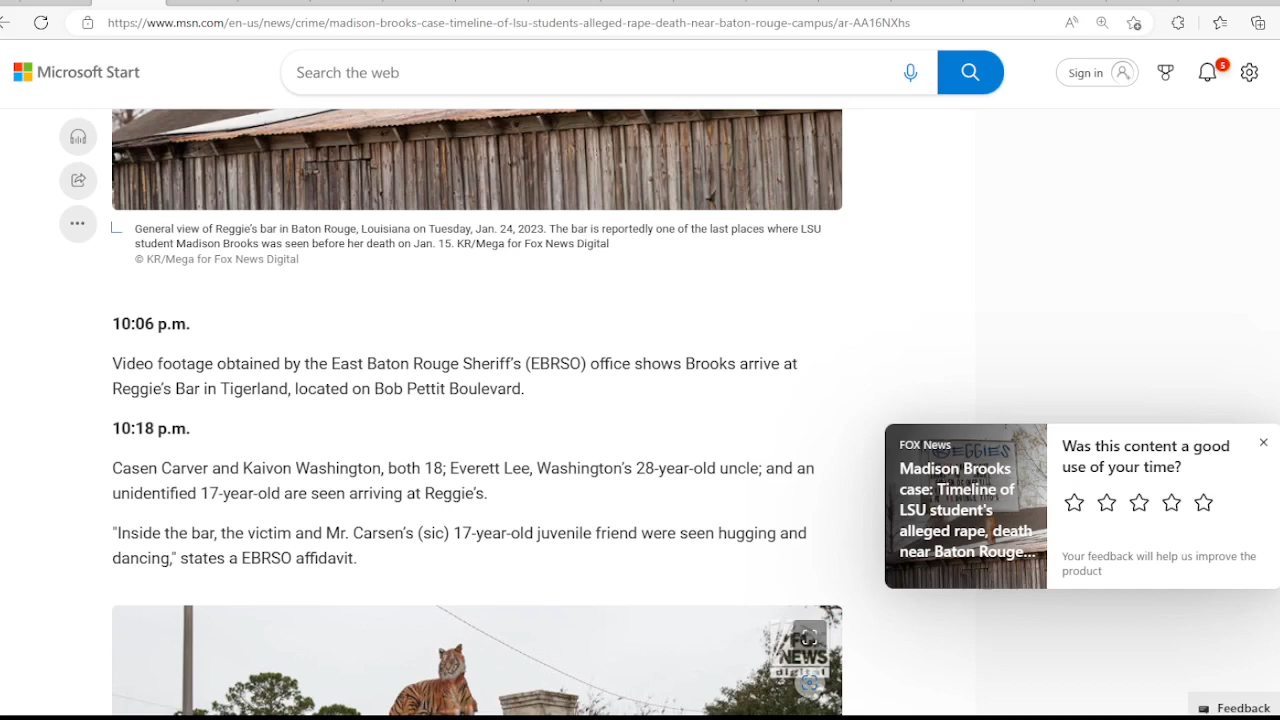 https://www.msn.com/en-us/news/crime/madison-brooks-case-timeline-of-lsu-students-alleged-rape-death-near-baton-rouge-campus/ar-AA16NXhs
Microsoft Start
Search the web
Sign in
5
General view of Reggie's bar in Baton Rouge, Louisiana on Tuesday, Jan. 24, 2023. The bar is reportedly one of the last places where LSU
student Madison Brooks was seen before her death on Jan. 15. KR/Mega for Fox News Digital
© KR/Mega for Fox News Digital
10:06 p.m.
Video footage obtained by the East Baton Rouge Sheriff's (EBRSO) office shows Brooks arrive at
Reggie's Bar in Tigerland, located on Bob Pettit Boulevard.
10:18 p.m.
Casen Carver and Kaivon Washington, both 18; Everett Lee, Washington's 28-year-old uncle; and an
unidentified 17-year-old are seen arriving at Reggie's.
"Inside the bar, the victim and Mr. Carsen's (sic) 17-year-old juvenile friend were seen hugging and
dancing," states a EBRSO affidavit.
FOX NEWS
digital
FOX News
Madison Brooks
case: Timeline of
LSU student's
alleged rape, death
near Baton Rouge...
Was this content a good
use of your time?
Your feedback will help us improve the
product
Feedback